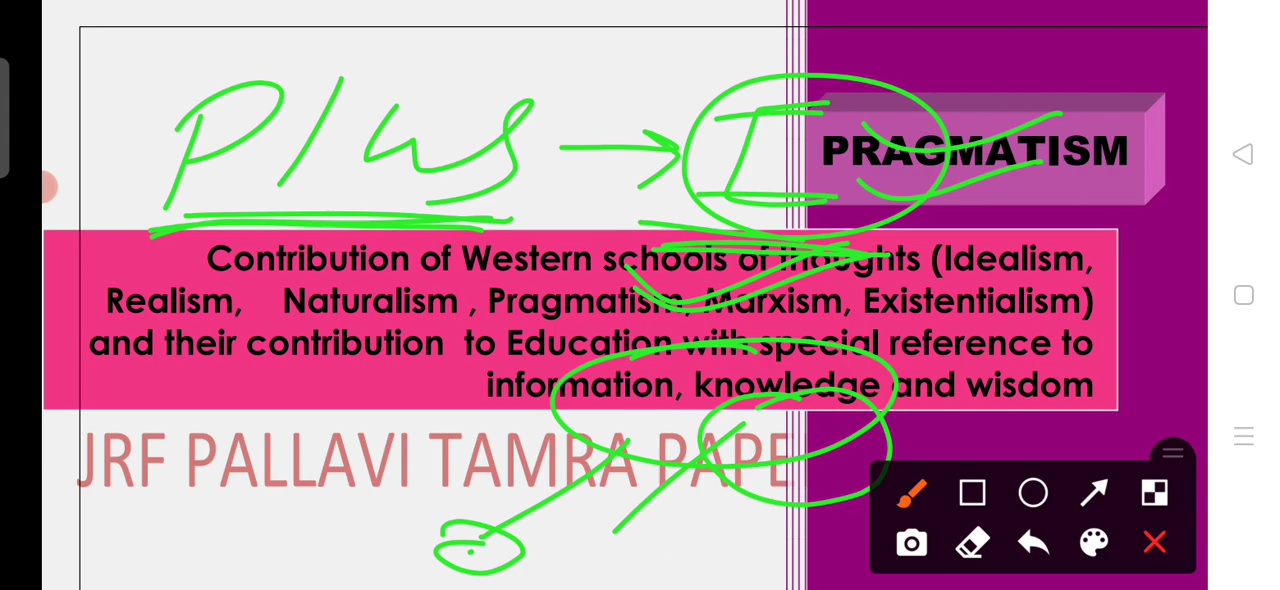 Plus → I
PRAGMATISM
Contribution of Western schools of thoughts (Idealism,
Realism, Naturalism , Pragmatism, Marxism, Existentialism)
and their contribution to Education with special reference to
information, knowledge and wisdom
JRF PALLAVI TAMRA PAPE